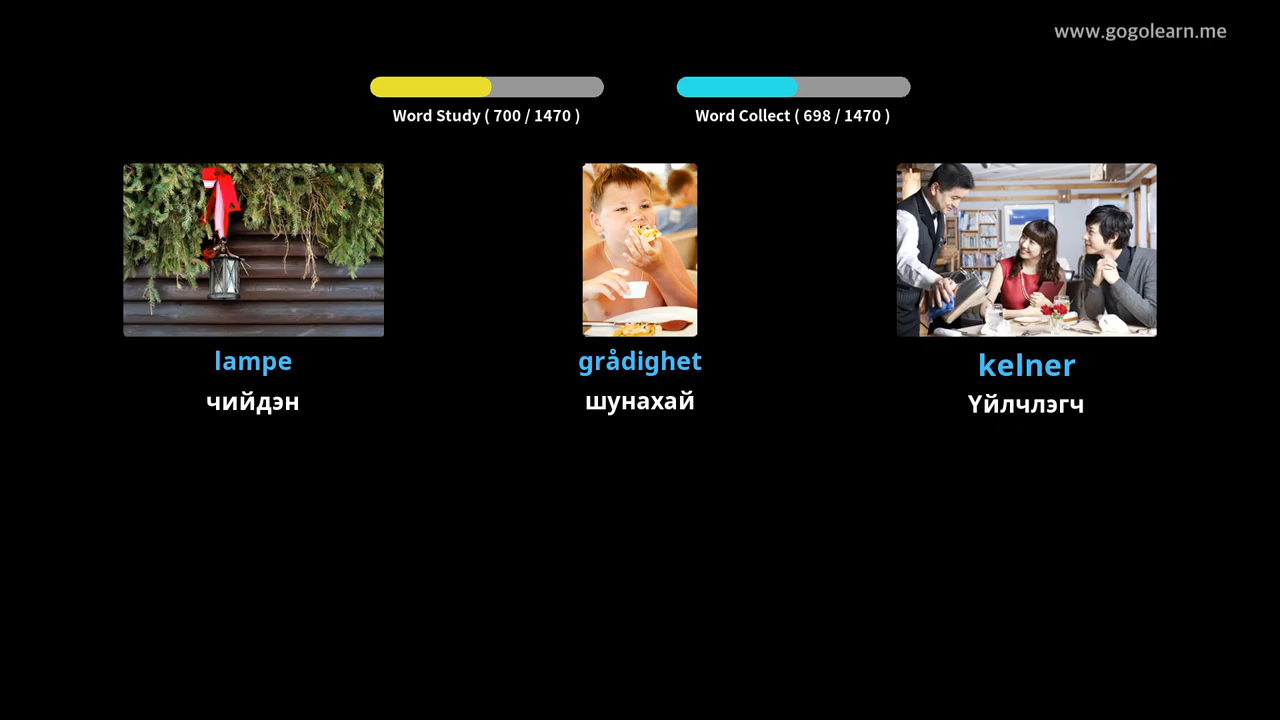 www.gogolearn.me
Word Study ( 700 / 1470 )
Word Collect ( 698 / 1470 )
lampe
чийдэн
grådighet
шунахай
kelner
Үйлчлэгч